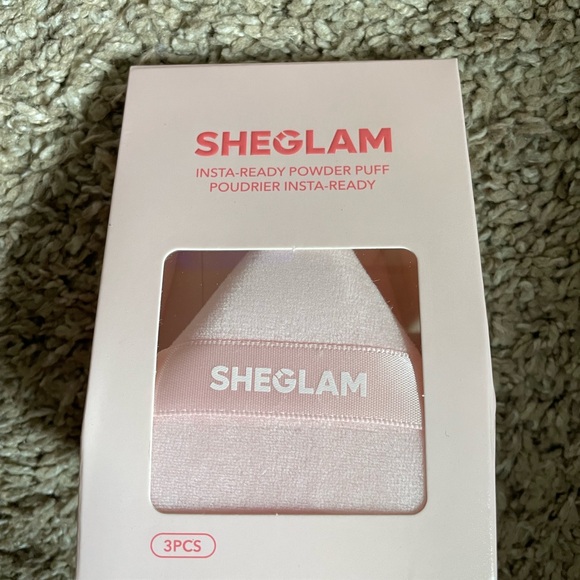 SHEGLAM
INSTA-READY POWDER PUFF
POUDRIER INSTA-READY
SHEGLAM
3PCS